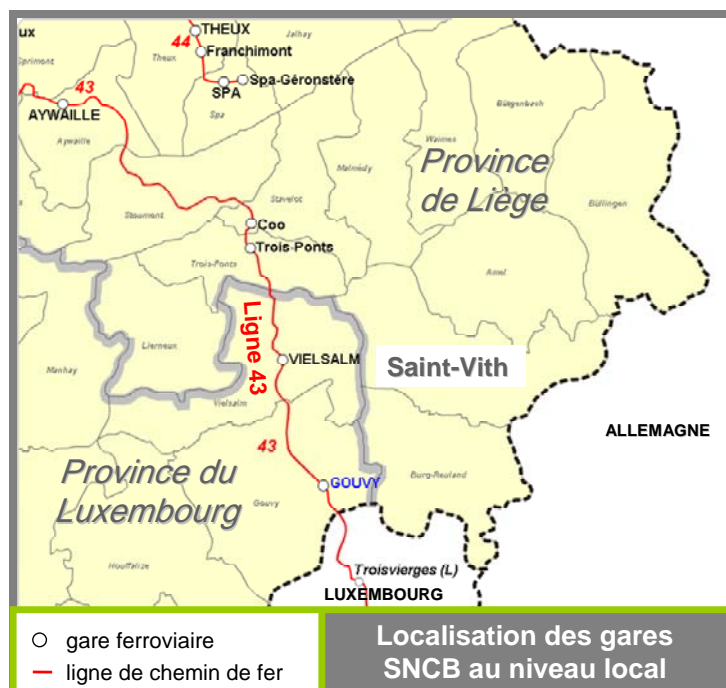 THEUX
ux
Jalhay
44
Franchimont
Theux
Sprimont
43
Spa-Géronstère
SPA
AYWAILLE
Spa
Bütgenbach
Aywaille
Waimes
Province
de Liège
Malmédy
Büllingen
Stavelot
Stoumont
Coo
Trois-Ponts
Trois-Ponts
Amel
Ligne 43
Lierneux
VIELSALM
Saint-Vith
Manhay
Vielsalm
ALLEMAGNE
43
Province du
Luxembourg
GOUVY
Burg-Reuland
Gouvy
Houffalize
Troisvierges (L)
LUXEMBOURG
gare ferroviaire
ligne de chemin de fer
Localisation des gares
SNCB au niveau local